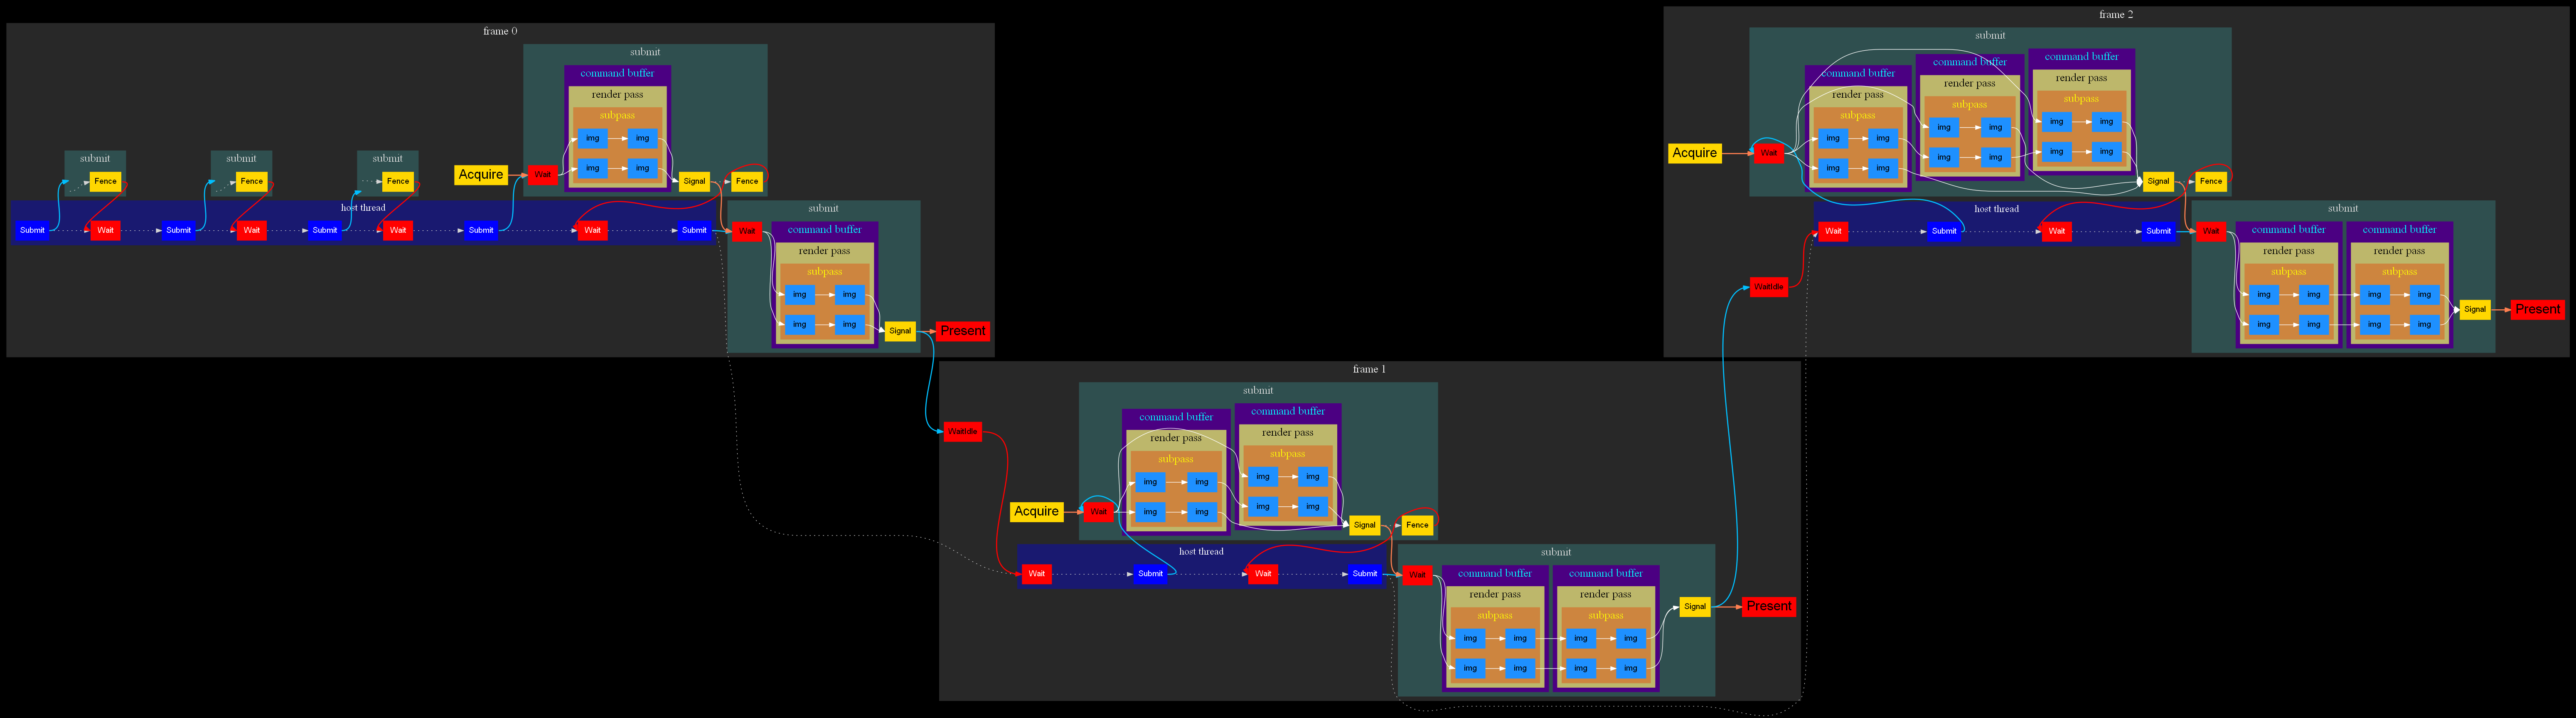 frame 0
submit
command buffer
render pass
subpass
img img
img img
submit
submit
submit
Fence
Fence
Fence
Acquire
Wait
Signal
Fence
host thread
Submit Wait Submit Wait Submit Wait Submit Wait Submit
submit
Wait
command buffer
render pass
subpass
img img
img img
Signal
Present
frame 1
WaitIdle
submit
command buffer
command buffer
render pass
render pass
subpass
subpass
img img img img
img img img img
Acquire
Wait
Signal
Fence
host thread
Wait Submit Wait Submit
submit
Wait
command buffer
command buffer
render pass
render pass
subpass
subpass
img img img img
img img img img
Signal
Present
frame 2
submit
command buffer
command buffer
command buffer
render pass
render pass
render pass
subpass
subpass
subpass
img img img img img img
img img img img img img
Acquire
Wait
Signal
Fence
host thread
Wait Submit Wait Submit
WaitIdle
submit
Wait
command buffer
command buffer
render pass
render pass
subpass
subpass
img img img img
img img img img
Signal
Present